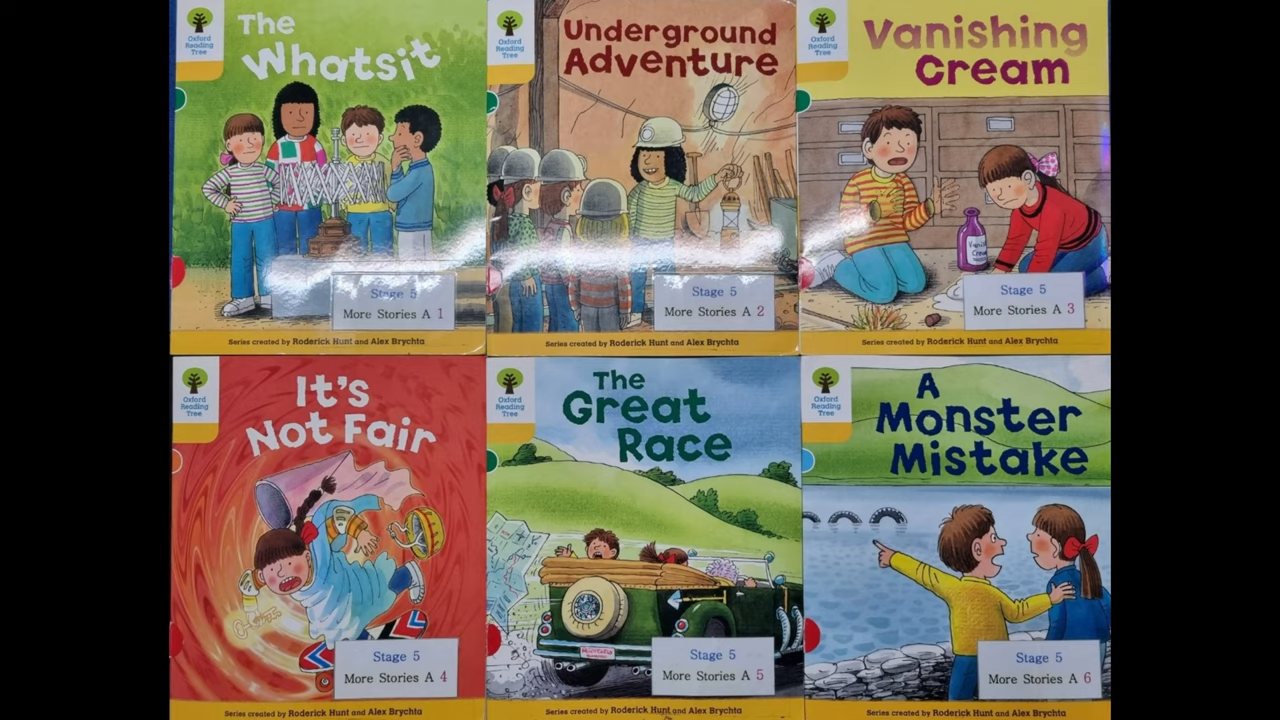 Oxford
Reading
Tree
The
Whatsit
Stage 5
More Stories A 1
Series created by Roderick Hunt and Alex Brychta
Oxford
Reading
Tree
Underground
Adventure
Stage 5
More Stories A 2
Series created by Roderick Hunt and Alex Brychta
Oxford
Reading
Tree
Vanishing
Cream
Stage 5
More Stories A 3
Series created by Roderick Hunt and Alex Brychta
Oxford
Reading
Tree
It's
Not Fair
Stage 5
More Stories A 4
Series created by Roderick Hunt and Alex Brychta
Oxford
Reading
Tree
The
Great
Race
Stage 5
More Stories A 5
Series created by Roderick Hunt and Alex Brychta
Oxford
Reading
Tree
A
Monster
Mistake
Stage 5
More Stories A 6
Series created by Roderick Hunt and Alex Brychta